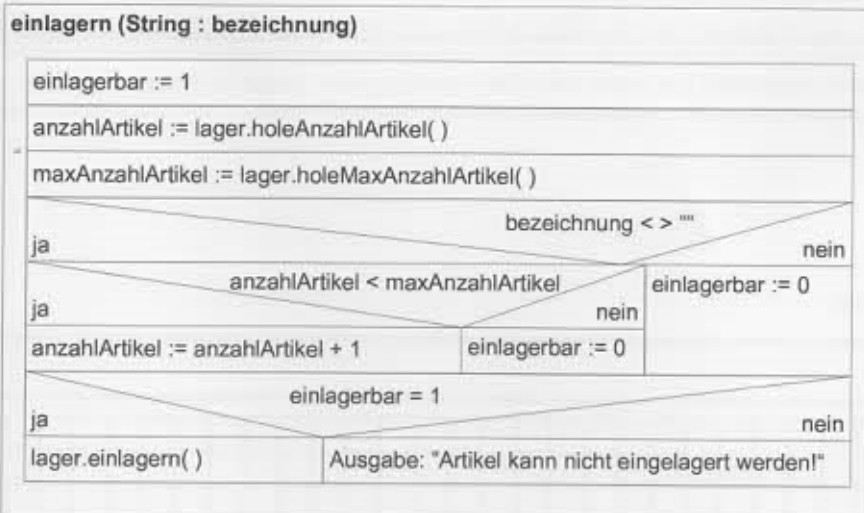 einlagern (String : bezeichnung)
einlagerbar := 1
anzahlArtikel := lager.holeAnzahlArtikel( )
maxAnzahlArtikel := lager.holeMaxAnzahlArtikel( )
bezeichnung < > ""
ja
nein
anzahlArtikel < maxAnzahlArtikel
einlagerbar := 0
ja
nein
anzahlArtikel := anzahlArtikel + 1
einlagerbar := 0
einlagerbar = 1
ja
nein
lager.einlagern( )
Ausgabe: "Artikel kann nicht eingelagert werden!"